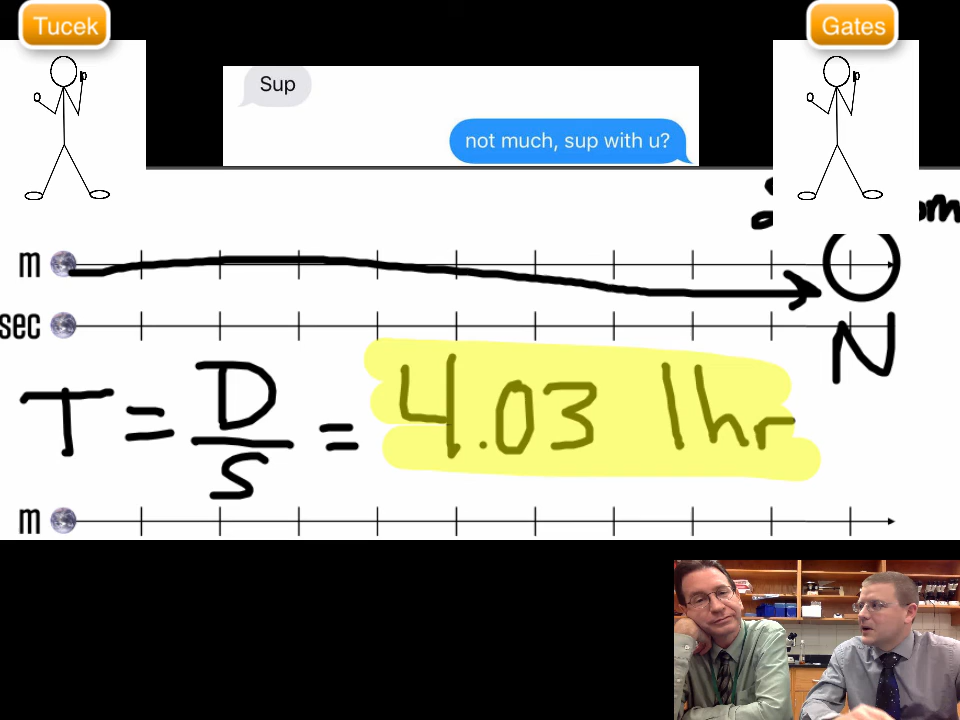 Tucek
Gates
Sup
not much, sup with u?
m
sec
N
T = D/S = 4.03 lhr
m